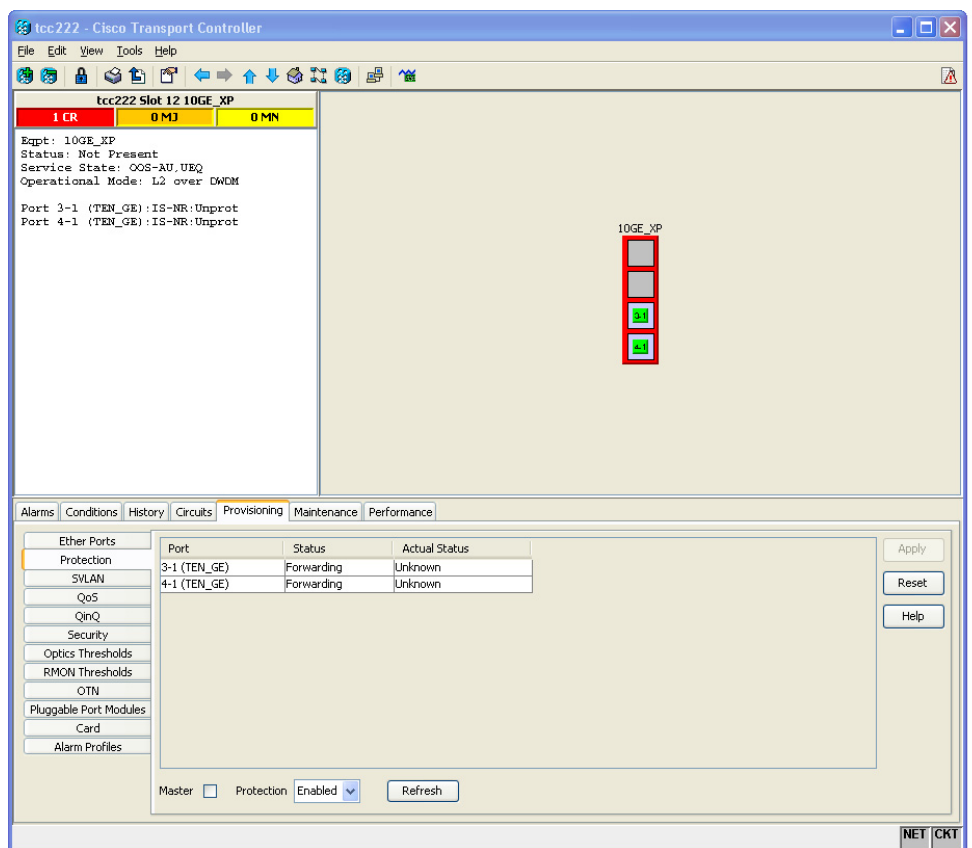 tcc222 - Cisco Transport Controller
File Edit View Tools Help
tcc222 Slot 12 10GE_XP
1 CR 0 MJ 0 MN
Eqpt: 10GE_XP
Status: Not Present
Service State: OOS-AU,UEQ
Operational Mode: L2 over DWDM
Port 3-1 (TEN_GE):IS-NR:Unprot
Port 4-1 (TEN_GE):IS-NR:Unprot
10GE_XP
3-1
4-1
Alarms Conditions History Circuits Provisioning Maintenance Performance
Ether Ports
Protection
SVLAN
QoS
QinQ
Security
Optics Thresholds
RMON Thresholds
OTN
Pluggable Port Modules
Card
Alarm Profiles
Port Status Actual Status
3-1 (TEN_GE) Forwarding Unknown
4-1 (TEN_GE) Forwarding Unknown
Apply
Reset
Help
Master Protection Enabled Refresh
NET CKT